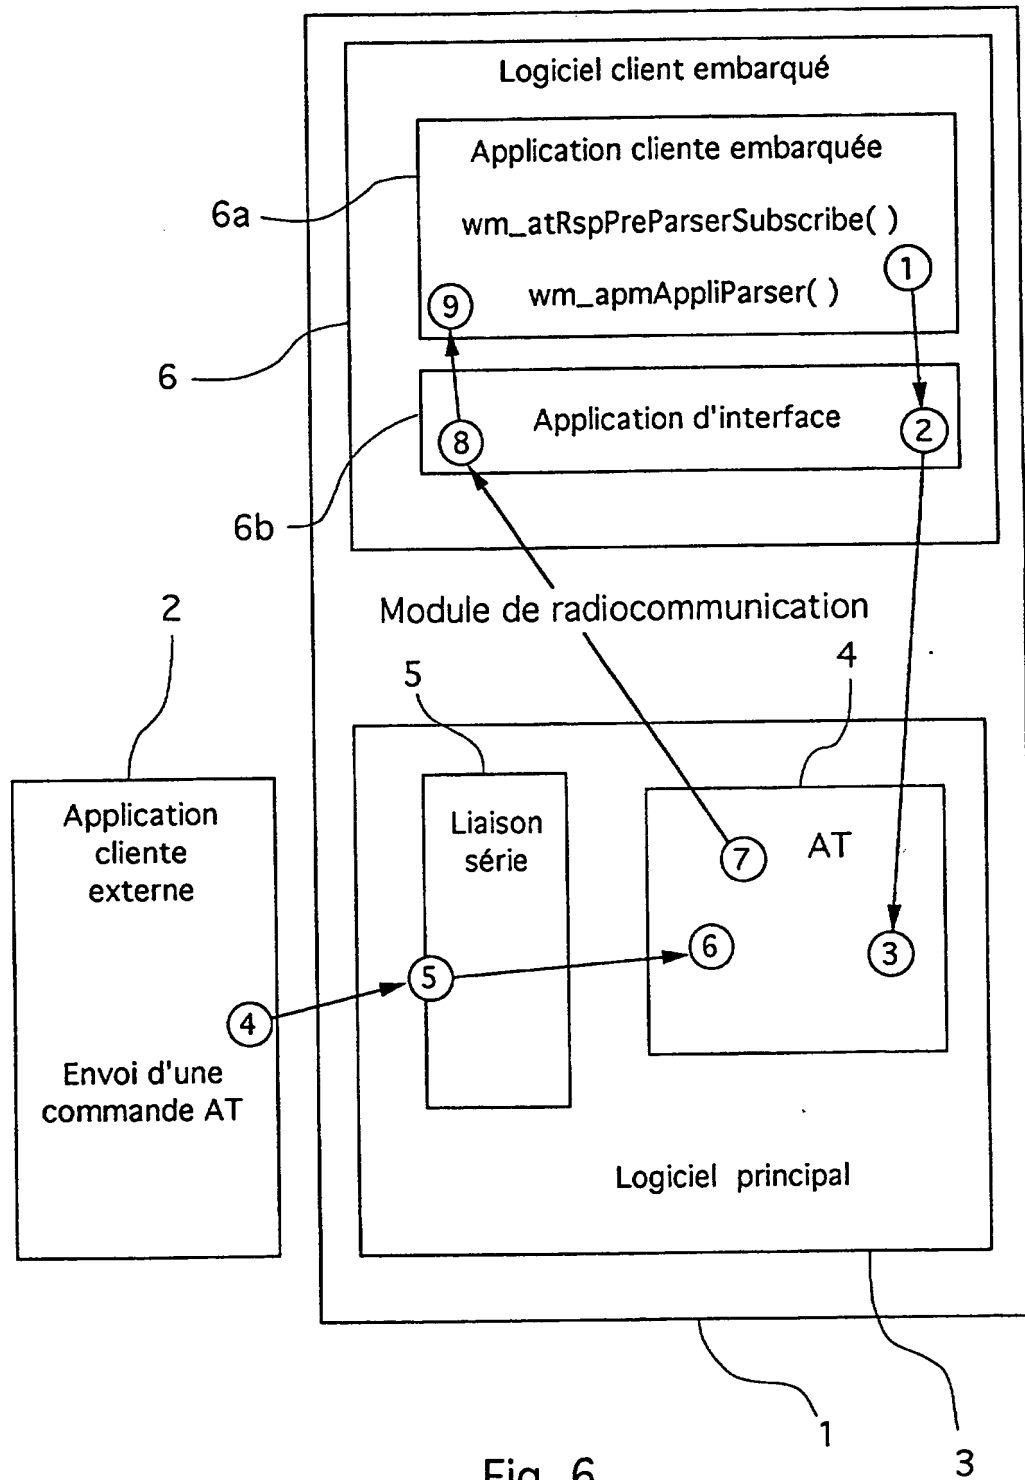 Logiciel client embarqué
Application cliente embarquée
6a
wm_atRspPreParserSubscribe( )
1
wm_apmAppliParser( )
9
6
Application d'interface
2
8
6b
Module de radiocommunication
2
5
4
Application
cliente
externe
Liaison
série
AT
7
6
3
5
4
Envoi d'une
commande AT
Logiciel principal
1
3
Fig. 6